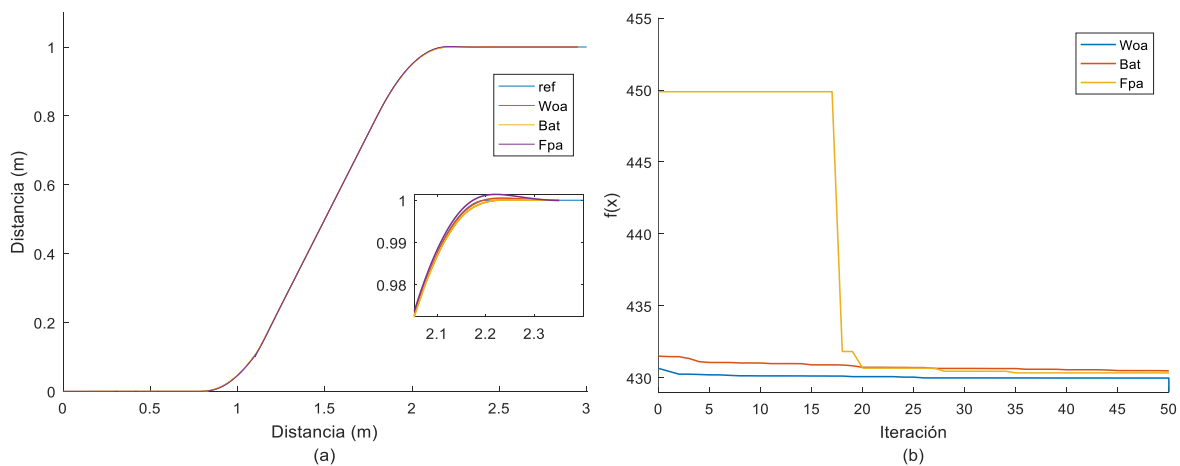 1
0.8
0.6
0.4
0.2
0
Distancia (m)
0
0.5
1
1.5
2
2.5
3
Distancia (m)
(a)
ref
Woa
Bat
Fpa
1
0.99
0.98
2.1
2.2
2.3
455
450
445
440
435
430
f(x)
0
5
10
15
20
25
30
35
40
45
50
Iteración
(b)
Woa
Bat
Fpa